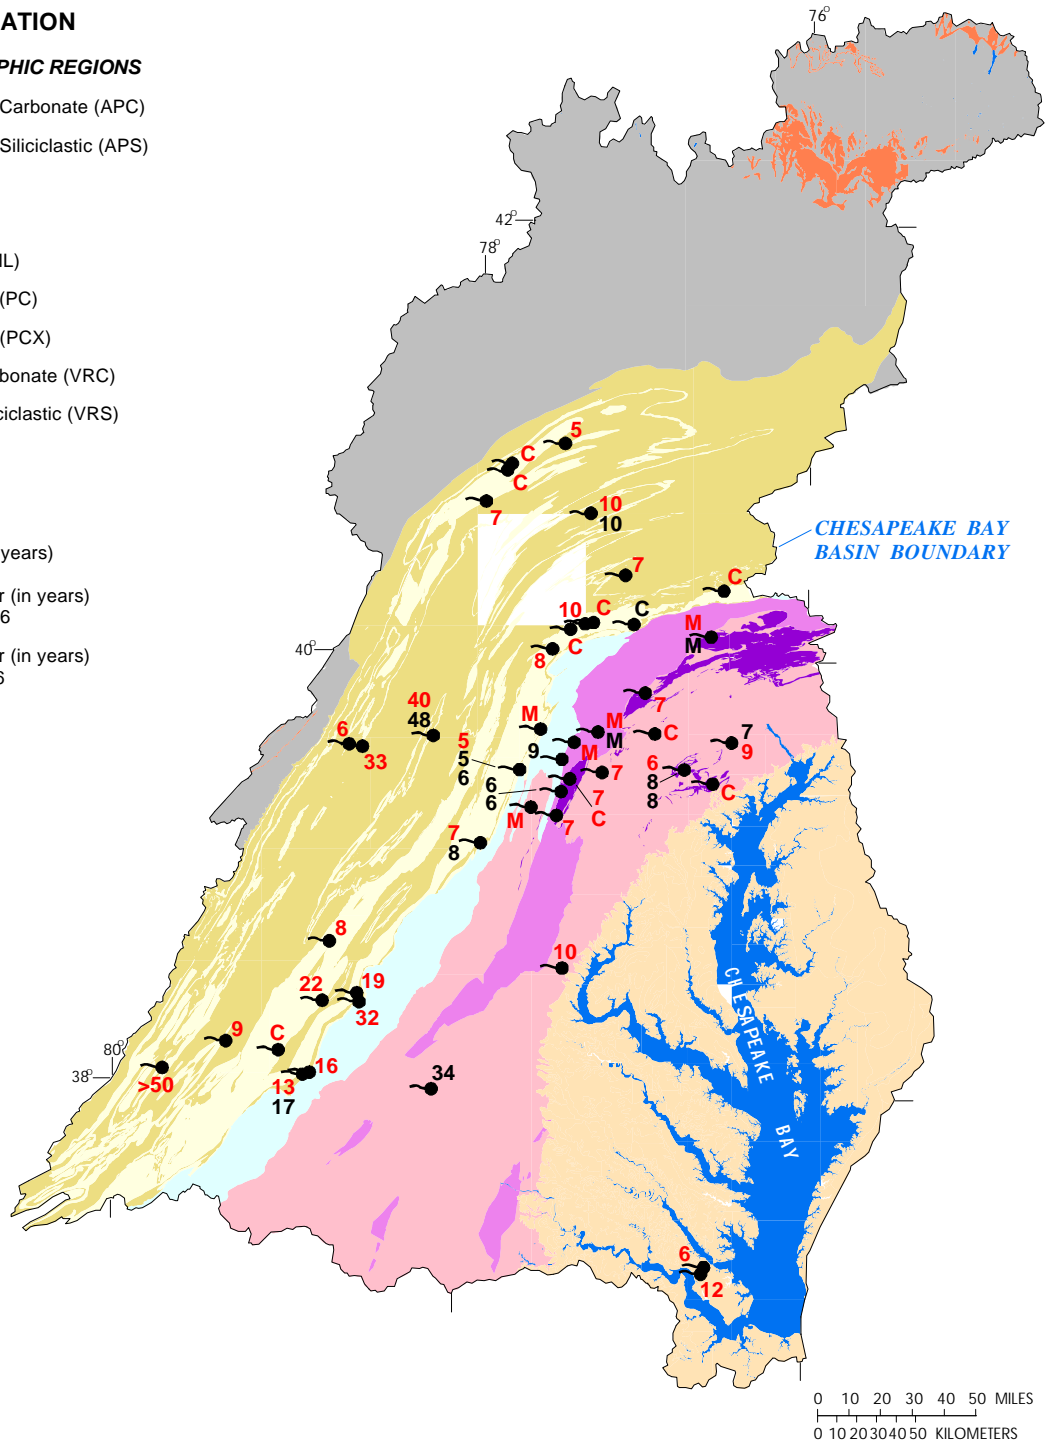 ATION
PHIC REGIONS
Carbonate (APC)
Siliciclastic (APS)
IL)
(PC)
(PCX)
bonate (VRC)
ciclastic (VRS)
years)
r (in years)
6
r (in years)
6
76°
42°
78°
5
C
C
7
10
10
CHESAPEAKE BAY
BASIN BOUNDARY
7
C
10
C
C
C
M
M
40°
8
7
40
48
M
M
M
C
7
9
6
33
5
5
6
9
M
7
6
8
8
C
6
6
7
C
M
7
7
8
8
10
19
22
32
CHESAPEAKE
BAY
9
C
80°
38°
>50
16
13
17
34
6
12
0 10 20 30 40 50 MILES
0 10 20 30 40 50 KILOMETERS